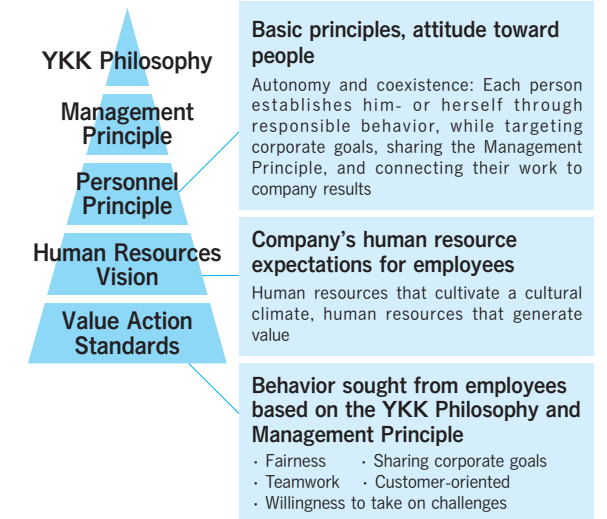 YKK Philosophy
Management
Principle
Personnel
Principle
Human Resources
Vision
Value Action
Standards
Basic principles, attitude toward
people
Autonomy and coexistence: Each person
establishes him- or herself through
responsible behavior, while targeting
corporate goals, sharing the Management
Principle, and connecting their work to
company results
Company's human resource
expectations for employees
Human resources that cultivate a cultural
climate, human resources that generate
value
Behavior sought from employees
based on the YKK Philosophy and
Management Principle
· Fairness · Sharing corporate goals
· Teamwork · Customer-oriented
· Willingness to take on challenges